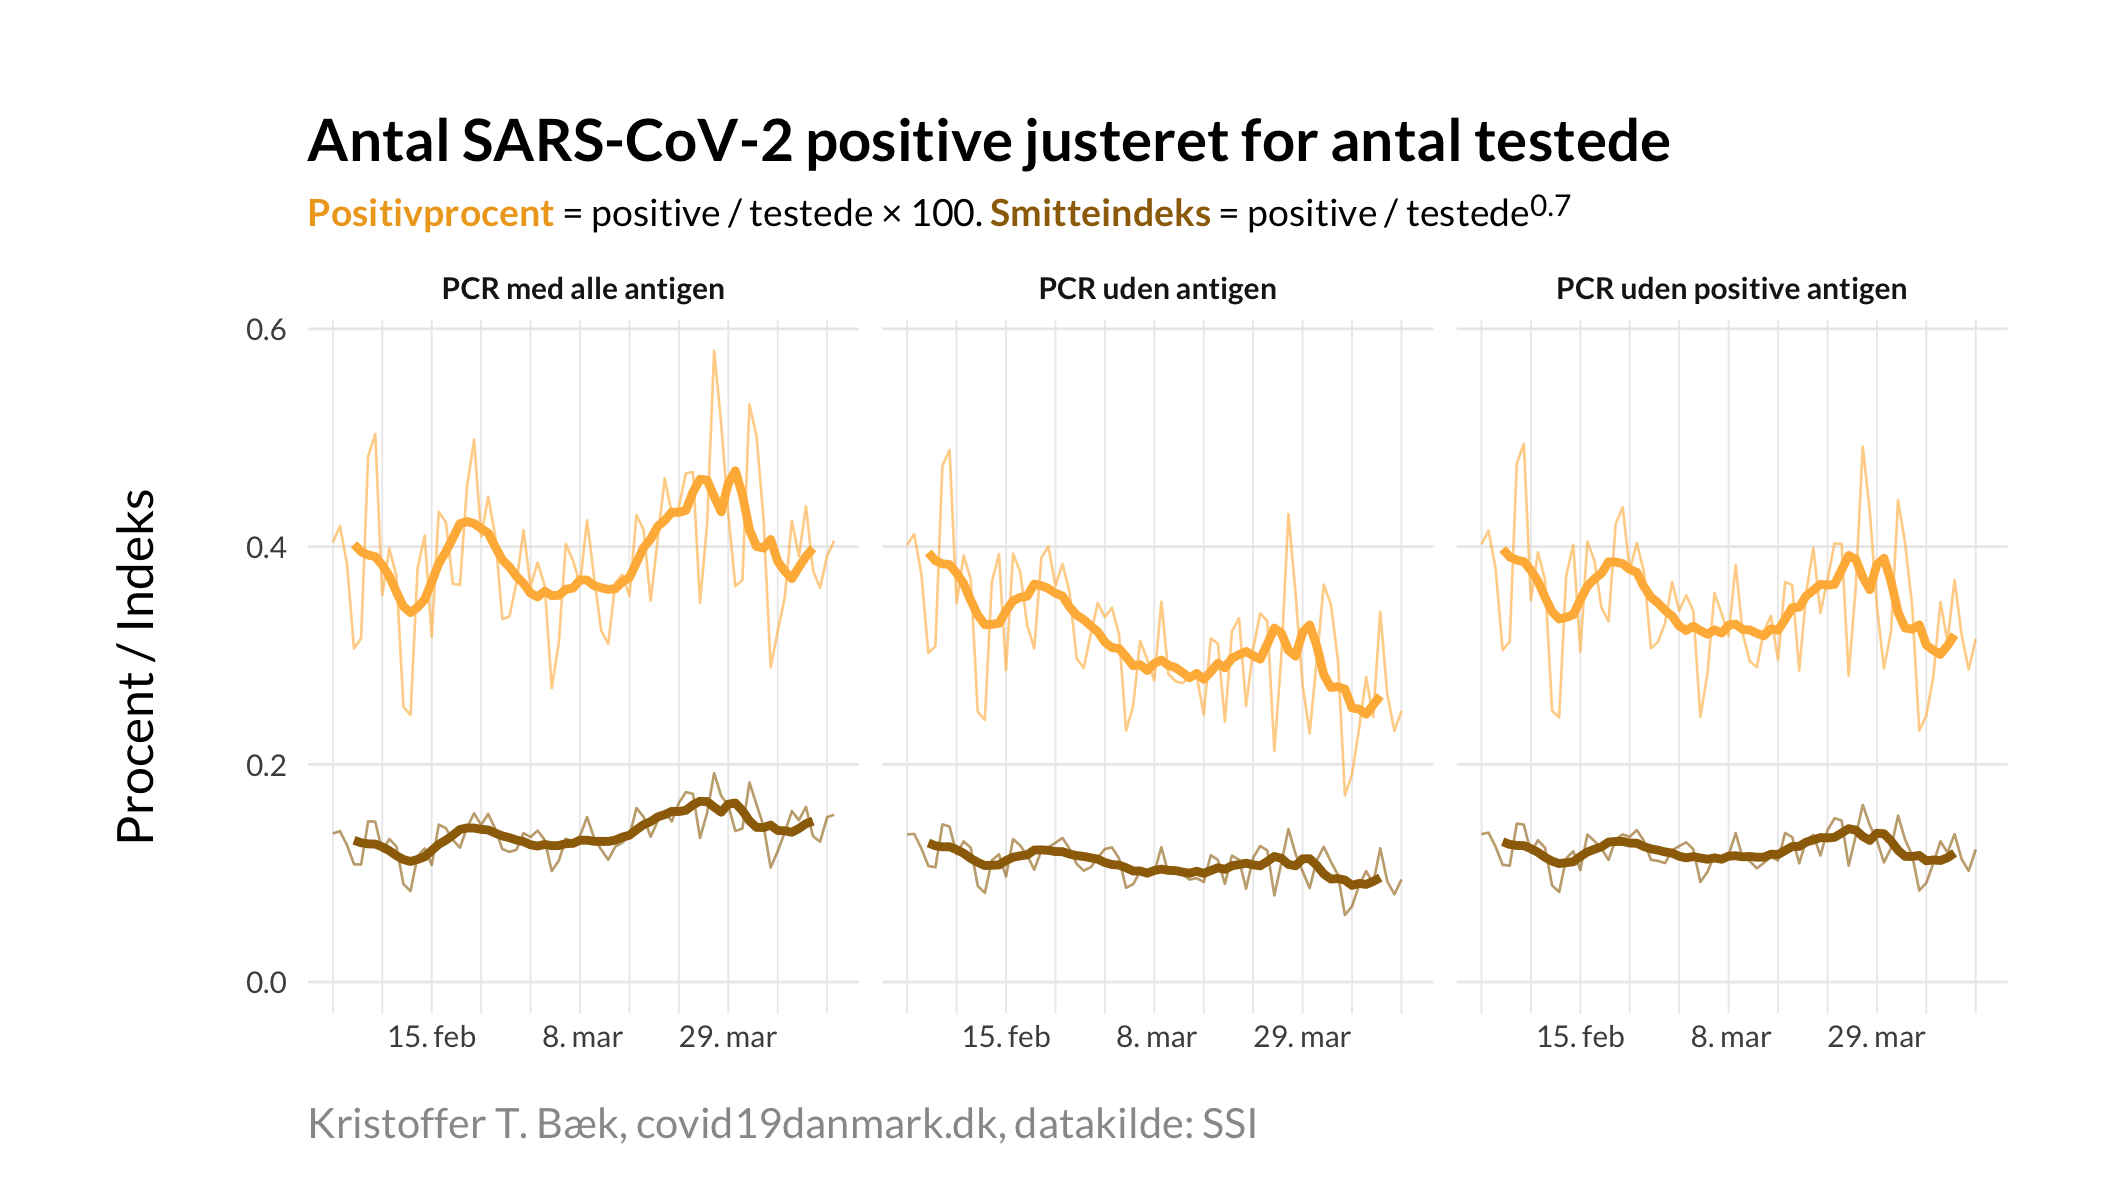 Antal SARS-CoV-2 positive justeret for antal testede
Positivprocent = positive / testede × 100. Smitteindeks = positive / testede^0.7
PCR med alle antigen
PCR uden antigen
PCR uden positive antigen
Procent / Indeks
0.6
0.4
0.2
0.0
15. feb
8. mar
29. mar
15. feb
8. mar
29. mar
15. feb
8. mar
29. mar
Kristoffer T. Bæk, covid19danmark.dk, datakilde: SSI